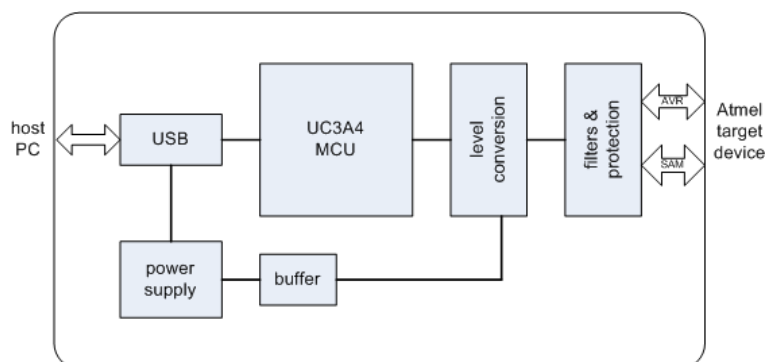 host
PC
USB
UC3A4
MCU
level
conversion
filters &
protection
AVR
SAM
Atmel
target
device
power
supply
buffer